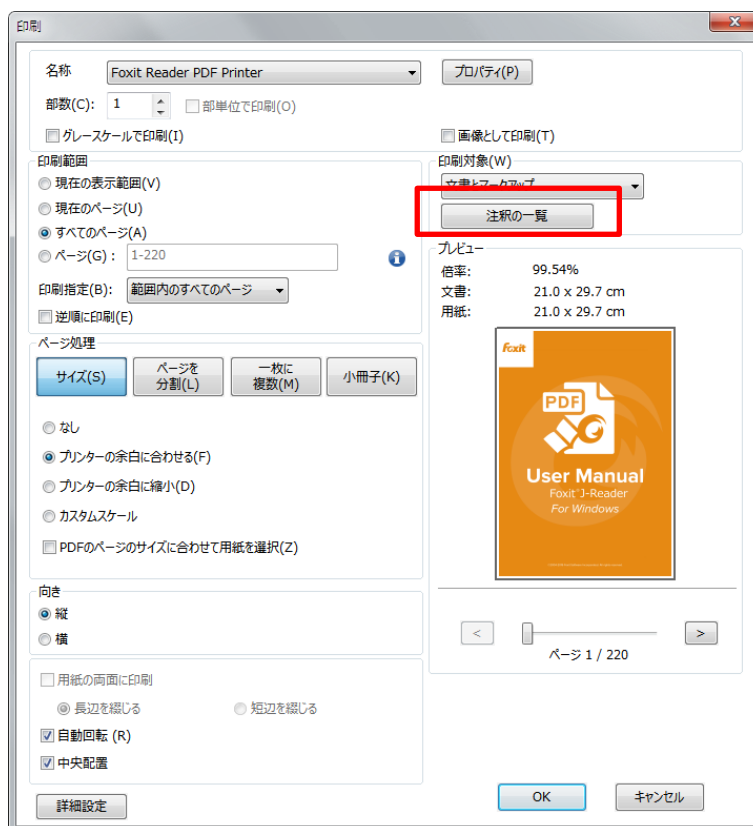 印刷
名称 Foxit Reader PDF Printer プロパティ(P)
部数(C): 1 部単位で印刷(O)
グレースケールで印刷(I) 画像として印刷(T)
印刷範囲
現在の表示範囲(V)
現在のページ(U)
すべてのページ(A)
ページ(G) : 1-220
印刷指定(B): 範囲内のすべてのページ
逆順に印刷(E)
印刷対象(W)
文書とマークアップ
注釈の一覧
プレビュー
倍率: 99.54%
文書: 21.0 x 29.7 cm
用紙: 21.0 x 29.7 cm
Foxit
PDF
User Manual
Foxit J-Reader
For Windows
< >
ページ 1 / 220
ページ処理
サイズ(S)
ページを
分割(L)
一枚に
複数(M)
小冊子(K)
なし
プリンターの余白に合わせる(F)
プリンターの余白に縮小(D)
カスタムスケール
PDFのページのサイズに合わせて用紙を選択(Z)
向き
縦
横
用紙の両面に印刷
長辺を綴じる 短辺を綴じる
自動回転 (R)
中央配置
詳細設定 OK キャンセル